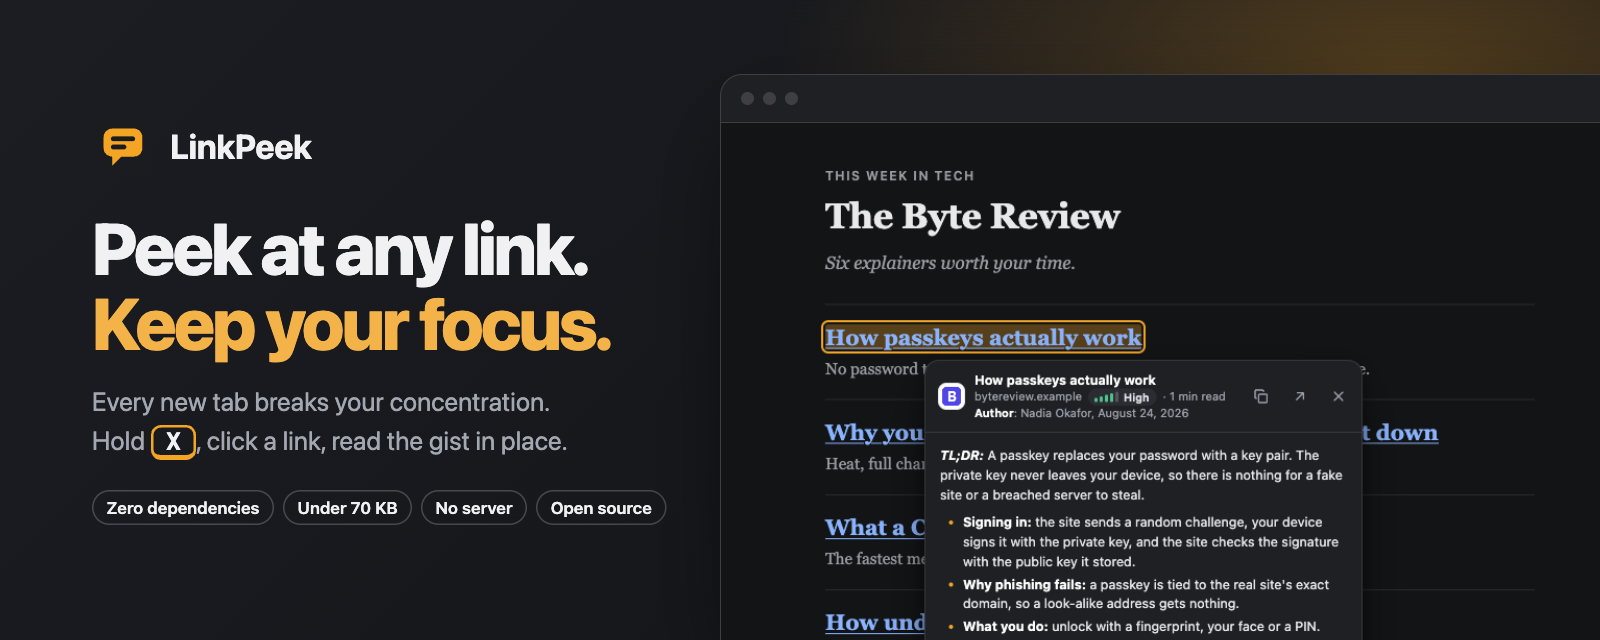 LinkPeek
Peek at any link.
Keep your focus.
Every new tab breaks your concentration.
Hold X, click a link, read the gist in place.
Zero dependencies
Under 70 KB
No server
Open source
THIS WEEK IN TECH
The Byte Review
Six explainers worth your time.
How passkeys actually work
No password
How passkeys actually work
B
bytereview.example High · 1 min read
Author: Nadia Okafor, August 24, 2026
TL;DR: A passkey replaces your password with a key pair. The
private key never leaves your device, so there is nothing for a fake
site or a breached server to steal.
• Signing in: the site sends a random challenge, your device
signs it with the private key, and the site checks the signature
with the public key it stored.
• Why phishing fails: a passkey is tied to the real site's exact
domain, so a look-alike address gets nothing.
• What you do: unlock with a fingerprint, your face or a PIN.
Why you t down
Heat, full
What a
The fastest
How